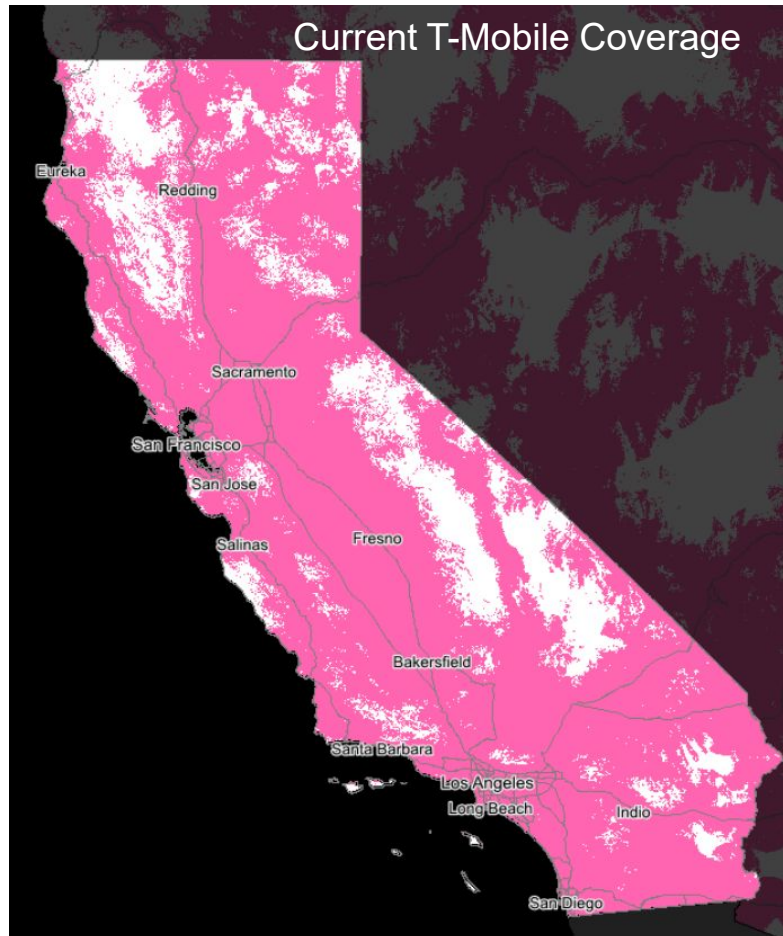 Current T-Mobile Coverage
Eureka
Redding
Sacramento
San Francisco
San Jose
Salinas
Fresno
Bakersfield
Santa Barbara
Los Angeles
Long Beach
Indio
San Diego